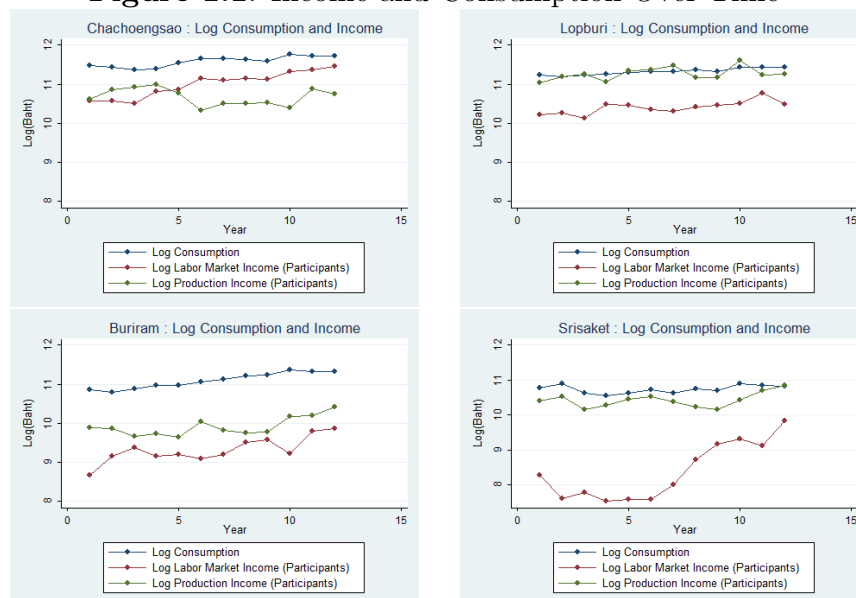 Chachoengsao : Log Consumption and Income
Log(Baht)
12
11
10
9
8
0 5 10 15
Year
Log Consumption
Log Labor Market Income (Participants)
Log Production Income (Participants)
Lopburi : Log Consumption and Income
Log(Baht)
12
11
10
9
8
0 5 10 15
Year
Log Consumption
Log Labor Market Income (Participants)
Log Production Income (Participants)
Buriram : Log Consumption and Income
Log(Baht)
12
11
10
9
8
0 5 10 15
Year
Log Consumption
Log Labor Market Income (Participants)
Log Production Income (Participants)
Srisaket : Log Consumption and Income
Log(Baht)
12
11
10
9
8
0 5 10 15
Year
Log Consumption
Log Labor Market Income (Participants)
Log Production Income (Participants)